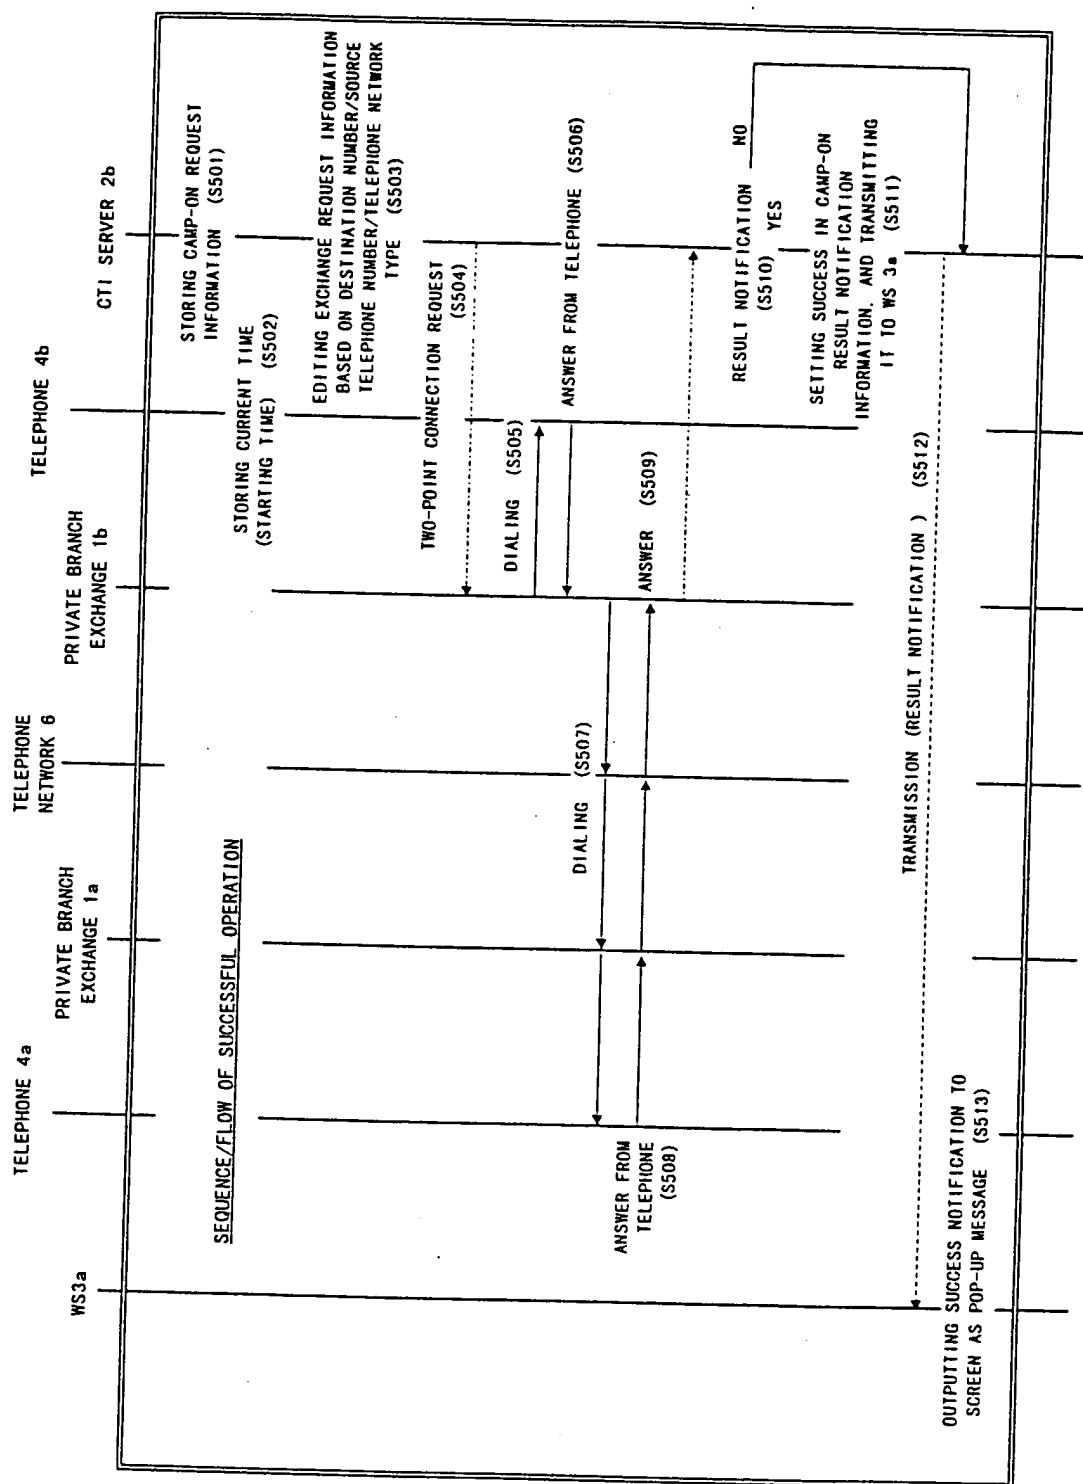 WS3a
TELEPHONE 4a
PRIVATE BRANCH
EXCHANGE 1a
TELEPHONE
NETWORK 6
PRIVATE BRANCH
EXCHANGE 1b
TELEPHONE 4b
CTI SERVER 2b
SEQUENCE/FLOW OF SUCCESSFUL OPERATION
STORING CAMP-ON REQUEST
INFORMATION (S501)
STORING CURRENT TIME
(STARTING TIME) (S502)
EDITING EXCHANGE REQUEST INFORMATION
BASED ON DESTINATION NUMBER/SOURCE
TELEPHONE NUMBER/TELEPHONE NETWORK
TYPE (S503)
TWO-POINT CONNECTION REQUEST
(S504)
DIALING (S505)
ANSWER FROM TELEPHONE (S506)
DIALING (S507)
ANSWER FROM
TELEPHONE
(S508)
ANSWER (S509)
RESULT NOTIFICATION
(S510)
NO
YES
SETTING SUCCESS IN CAMP-ON
RESULT NOTIFICATION
INFORMATION, AND TRANSMITTING
IT TO WS 3a (S511)
TRANSMISSION (RESULT NOTIFICATION ) (S512)
OUTPUTTING SUCCESS NOTIFICATION TO
SCREEN AS POP-UP MESSAGE (S513)